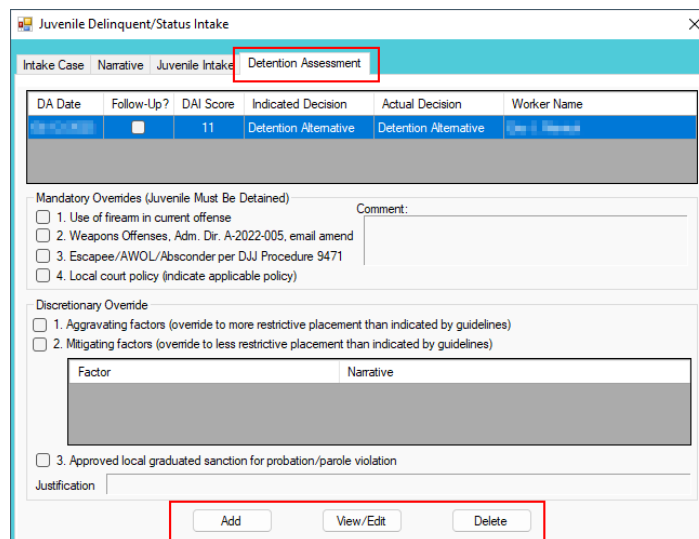 Juvenile Delinquent/Status Intake
Intake Case Narrative Juvenile Intake Detention Assessment
DA Date Follow-Up? DAI Score Indicated Decision Actual Decision Worker Name
11 Detention Alternative Detention Alternative
Mandatory Overrides (Juvenile Must Be Detained)
Comment:
1. Use of firearm in current offense
2. Weapons Offenses, Adm. Dir. A-2022-005, email amend
3. Escapee/AWOL/Absconder per DJJ Procedure 9471
4. Local court policy (indicate applicable policy)
Discretionary Override
1. Aggravating factors (override to more restrictive placement than indicated by guidelines)
2. Mitigating factors (override to less restrictive placement than indicated by guidelines)
Factor Narrative
3. Approved local graduated sanction for probation/parole violation
Justification
Add View/Edit Delete